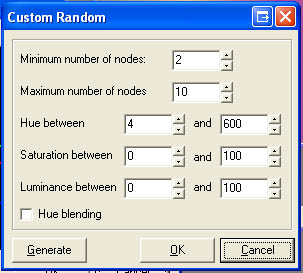 Custom Random
Minimum number of nodes: 2
Maximum number of nodes 10
Hue between 4 and 600
Saturation between 0 and 100
Luminance between 0 and 100
Hue blending
Generate OK Cancel